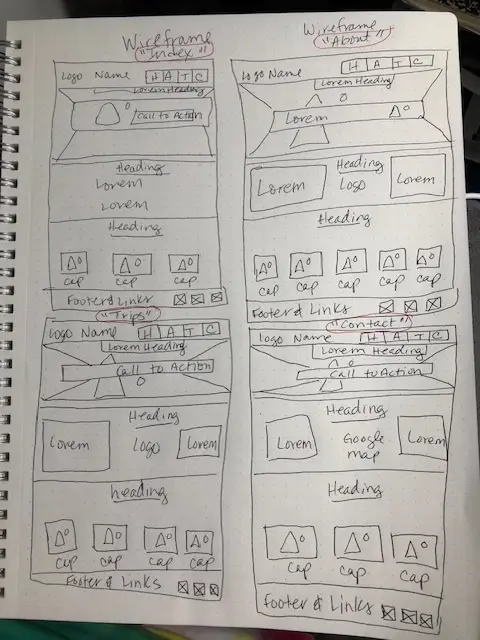 Wireframe
"Index"
Logo Name H A T C
Lorem Heading
Call to Action
Heading
Lorem
Lorem
Heading
cap cap cap
Footer & Links
Wireframe
"About"
Logo Name H A T C
Lorem Heading
Lorem
Heading
Lorem Logo Lorem
Heading
cap cap cap cap cap
Footer & Links
"Trips"
Logo Name H A T C
Lorem Heading
Call to Action
Heading
Lorem Logo Lorem
heading
cap cap cap cap
Footer & Links
"Contact"
Logo Name H A T C
Lorem Heading
Call to Action
Heading
Lorem Google Lorem
map
Heading
cap cap cap
Footer & Links